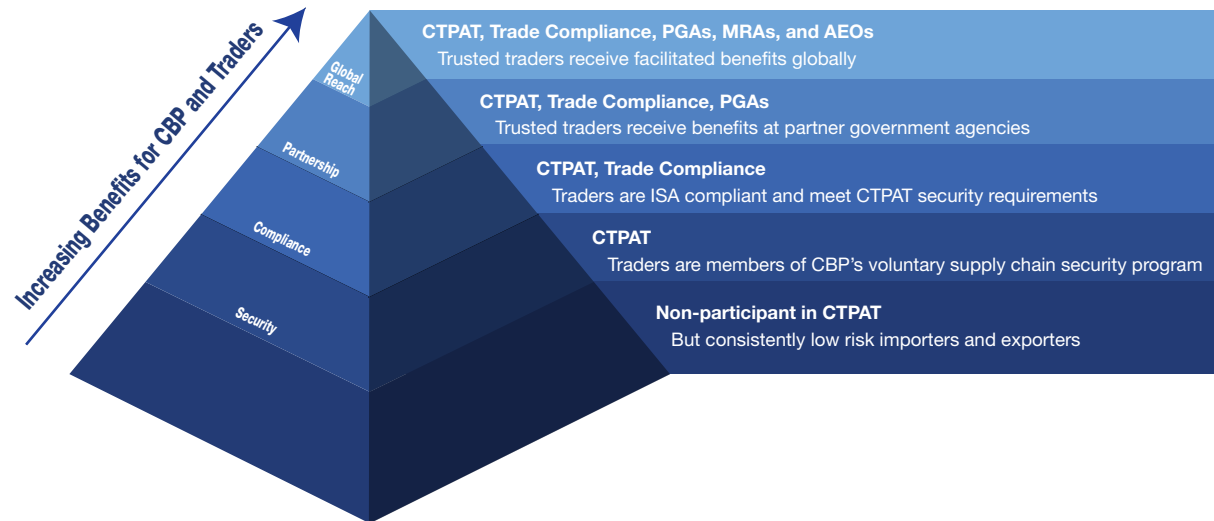 Increasing Benefits for CBP and Traders
Global
Reach
CTPAT, Trade Compliance, PGAs, MRAs, and AEOs
Trusted traders receive facilitated benefits globally
Partnership
CTPAT, Trade Compliance, PGAs
Trusted traders receive benefits at partner government agencies
Compliance
CTPAT, Trade Compliance
Traders are ISA compliant and meet CTPAT security requirements
Security
CTPAT
Traders are members of CBP's voluntary supply chain security program
Non-participant in CTPAT
But consistently low risk importers and exporters